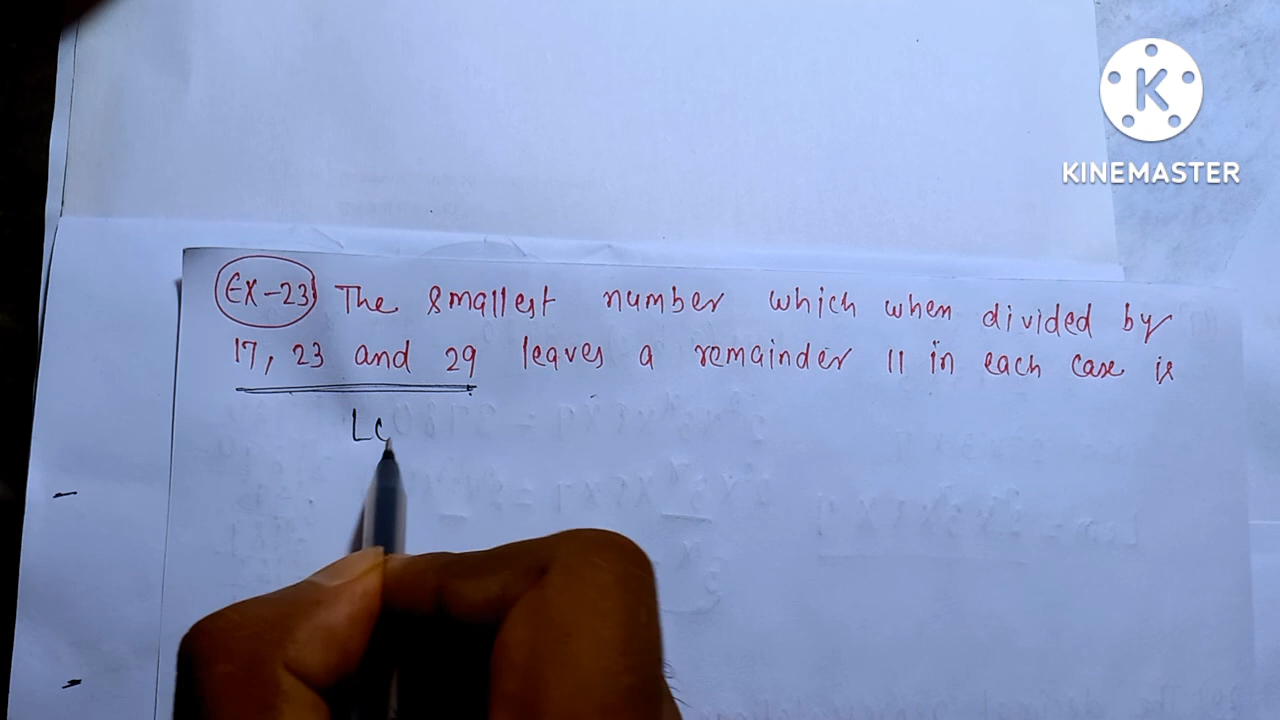 KINEMASTER
EX-23 The smallest number which when divided by
17, 23 and 29 leaves a remainder 11 in each case is
LC